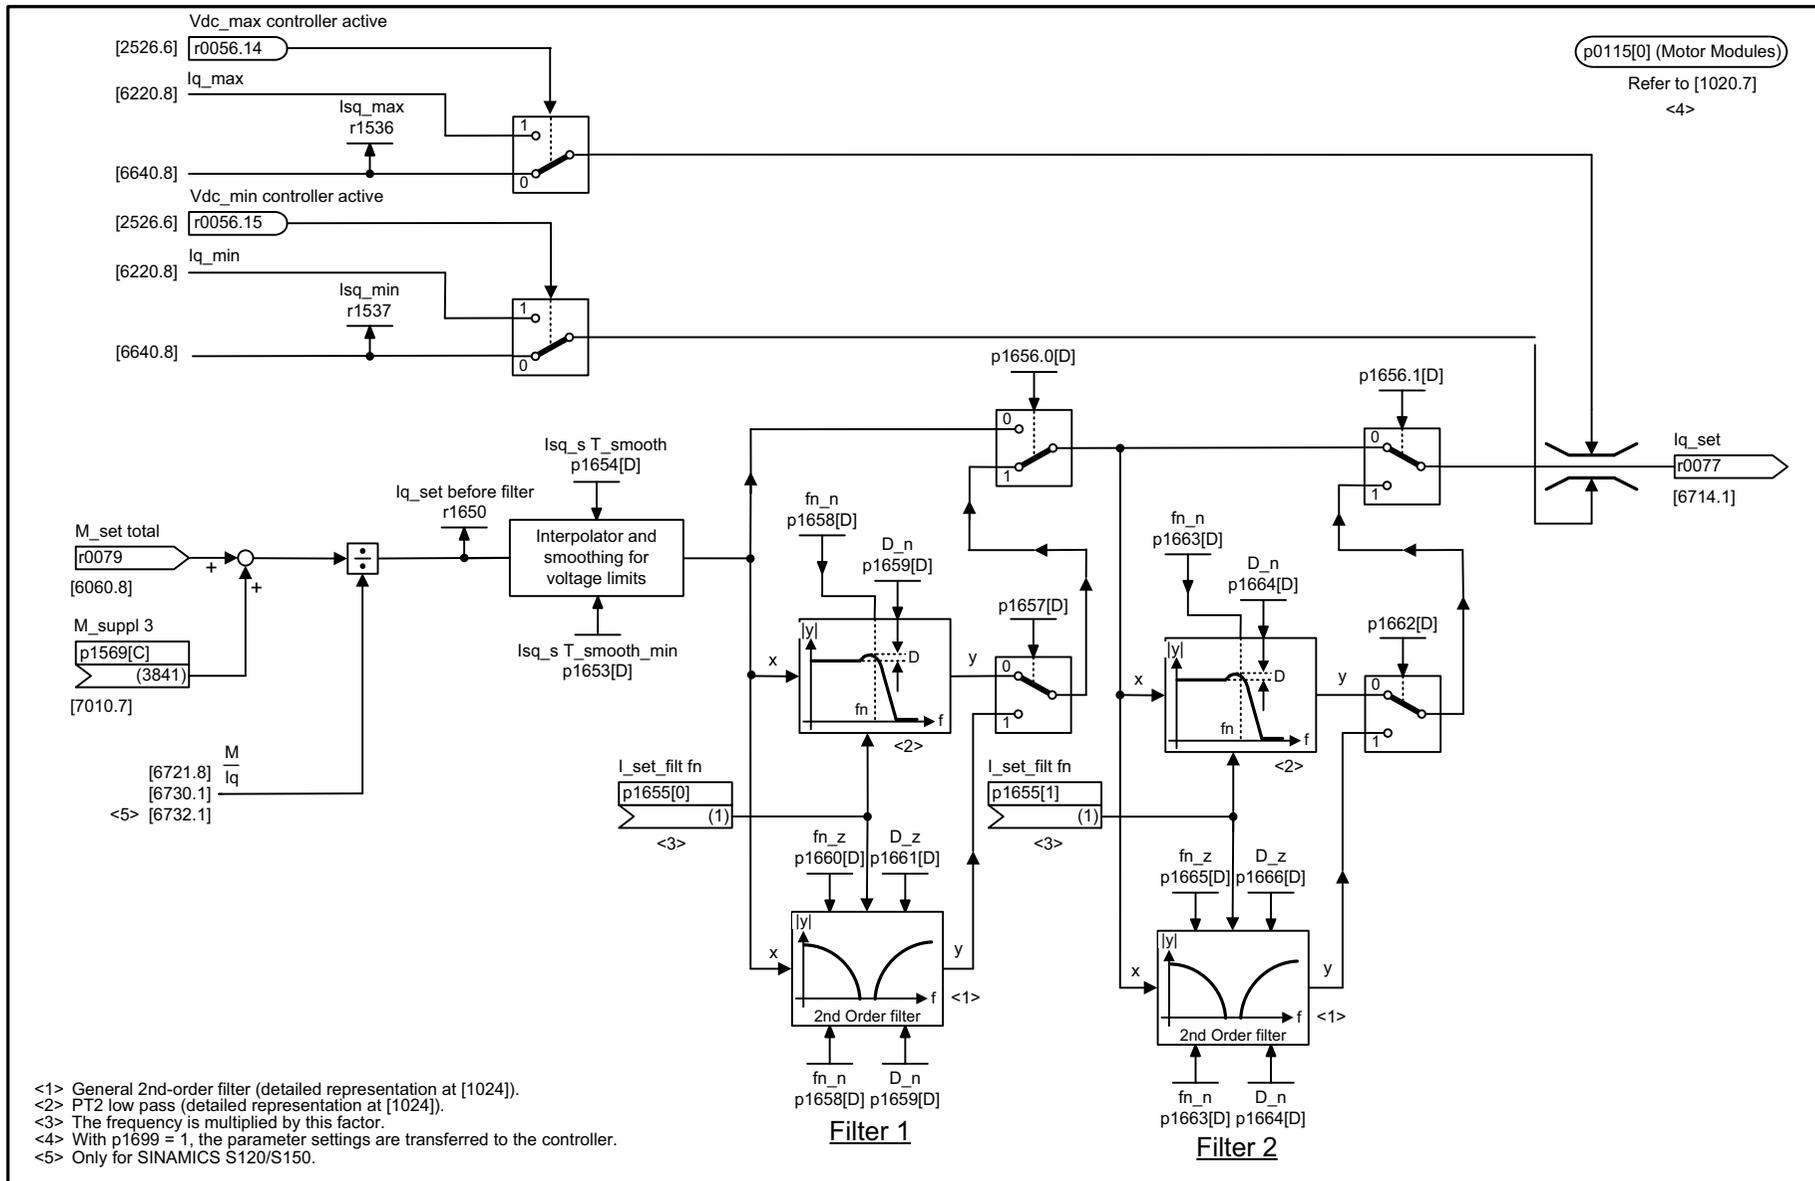 Vdc_max controller active
[2526.6] r0056.14
p0115[0] (Motor Modules)
Refer to [1020.7]
<4>
Iq_max
[6220.8]
Isq_max
r1536
1
[6640.8]
0
Vdc_min controller active
[2526.6] r0056.15
Iq_min
[6220.8]
Isq_min
r1537
1
[6640.8]
0
p1656.0[D]
p1656.1[D]
0
1
0
1
Iq_set
r0077
[6714.1]
Isq_s T_smooth
p1654[D]
Iq_set before filter
r1650
Interpolator and
smoothing for
voltage limits
Isq_s T_smooth_min
p1653[D]
M_set total
r0079
[6060.8]
+
+
÷
M_suppl 3
p1569[C]
(3841)
[7010.7]
M
Iq
[6721.8]
[6730.1]
<5> [6732.1]
fn_n
p1658[D]
D_n
p1659[D]
p1657[D]
|y|
D
x
y
0
1
fn
f
<2>
fn_n
p1663[D]
D_n
p1664[D]
p1662[D]
|y|
D
x
y
0
1
fn
f
<2>
I_set_filt fn
p1655[0]
(1)
<3>
I_set_filt fn
p1655[1]
(1)
<3>
fn_z
p1660[D]
D_z
p1661[D]
|y|
x
y
f
<1>
2nd Order filter
fn_n
p1658[D]
D_n
p1659[D]
Filter 1
fn_z
p1665[D]
D_z
p1666[D]
|y|
x
y
f
<1>
2nd Order filter
fn_n
p1663[D]
D_n
p1664[D]
Filter 2
<1> General 2nd-order filter (detailed representation at [1024]).
<2> PT2 low pass (detailed representation at [1024]).
<3> The frequency is multiplied by this factor.
<4> With p1699 = 1, the parameter settings are transferred to the controller.
<5> Only for SINAMICS S120/S150.